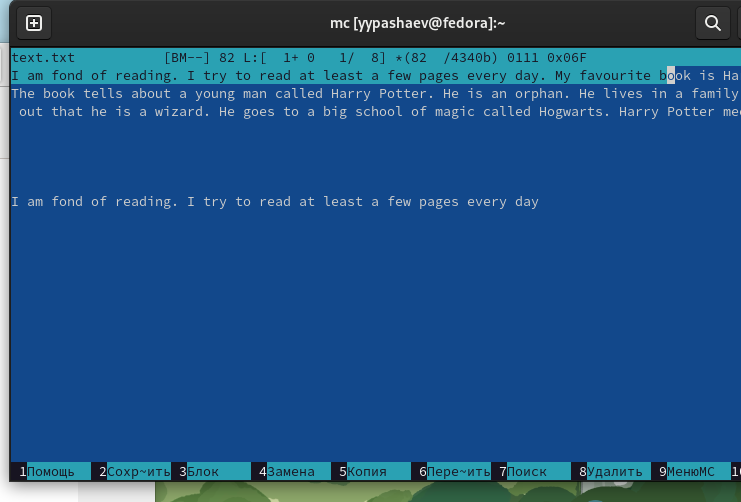 mc [yypashaev@fedora]:~
text.txt [BM--] 82 L:[ 1+ 0 1/ 8] *(82 /4340b) 0111 0x06F
I am fond of reading. I try to read at least a few pages every day. My favourite book is Ha
The book tells about a young man called Harry Potter. He is an orphan. He lives in a family
out that he is a wizard. He goes to a big school of magic called Hogwarts. Harry Potter mee
I am fond of reading. I try to read at least a few pages every day
1Помощь 2Сохр~ить 3Блок 4Замена 5Копия 6Пере~ить 7Поиск 8Удалить 9МенюМС 10